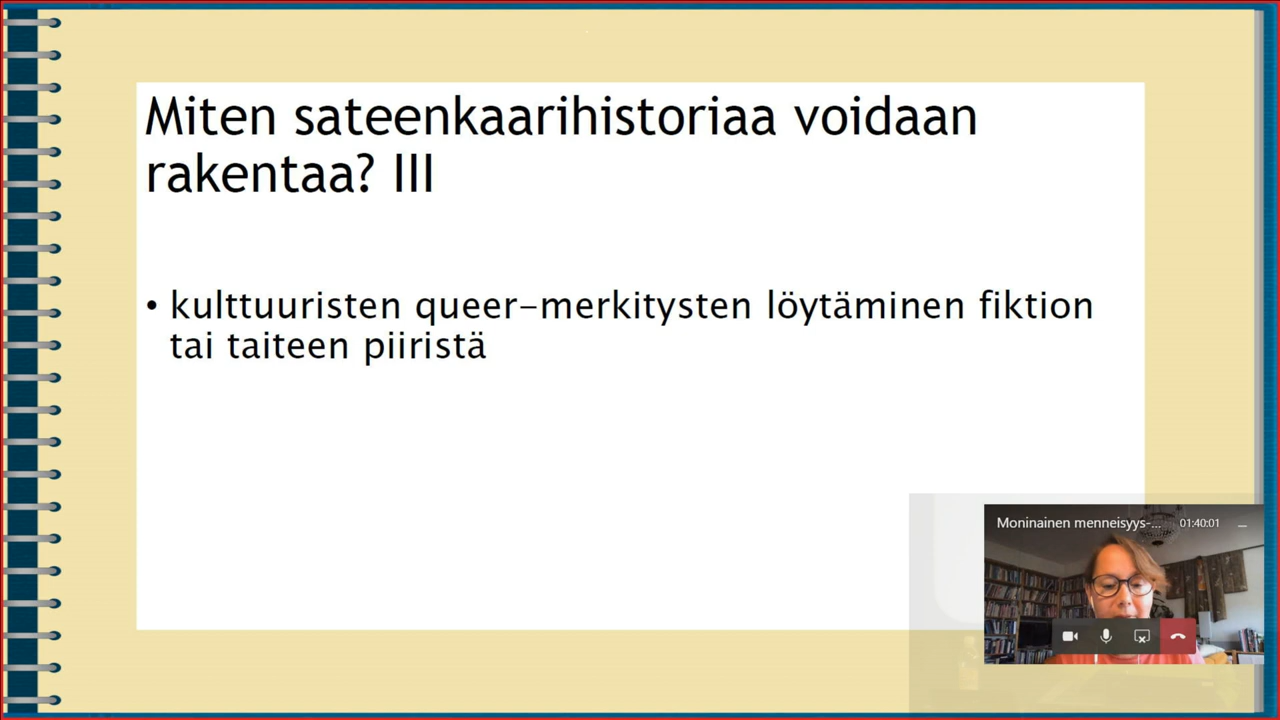 Miten sateenkaarihistoriaa voidaan
rakentaa? III
• kulttuuristen queer–merkitysten löytäminen fiktion
tai taiteen piiristä
Moninainen menneisyys-... 01:40:01